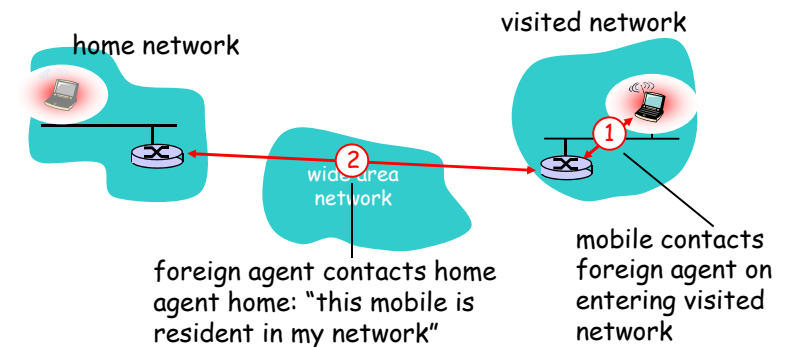 home network
visited network
1
2
wide area
network
foreign agent contacts home
agent home: “this mobile is
resident in my network”
mobile contacts
foreign agent on
entering visited
network